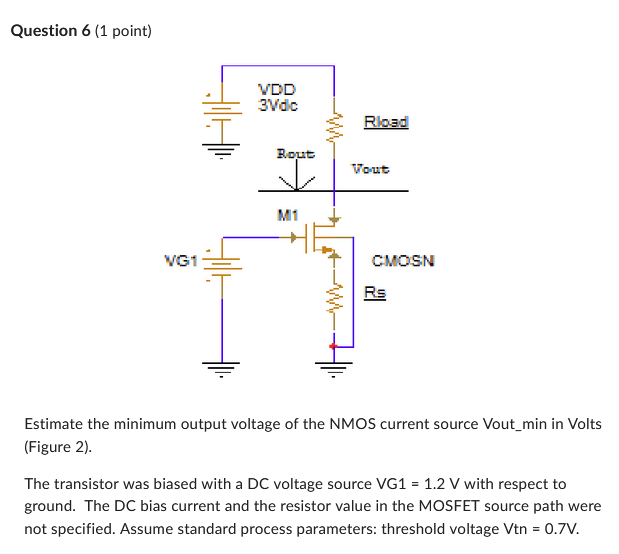 Question 6 (1 point)
VDD
3Vdc
Rload
Rout
Vout
M1
VG1
CMOSN
Rs
Estimate the minimum output voltage of the NMOS current source Vout_min in Volts
(Figure 2).
The transistor was biased with a DC voltage source VG1 = 1.2 V with respect to
ground.  The DC bias current and the resistor value in the MOSFET source path were
not specified. Assume standard process parameters: threshold voltage Vtn = 0.7V.